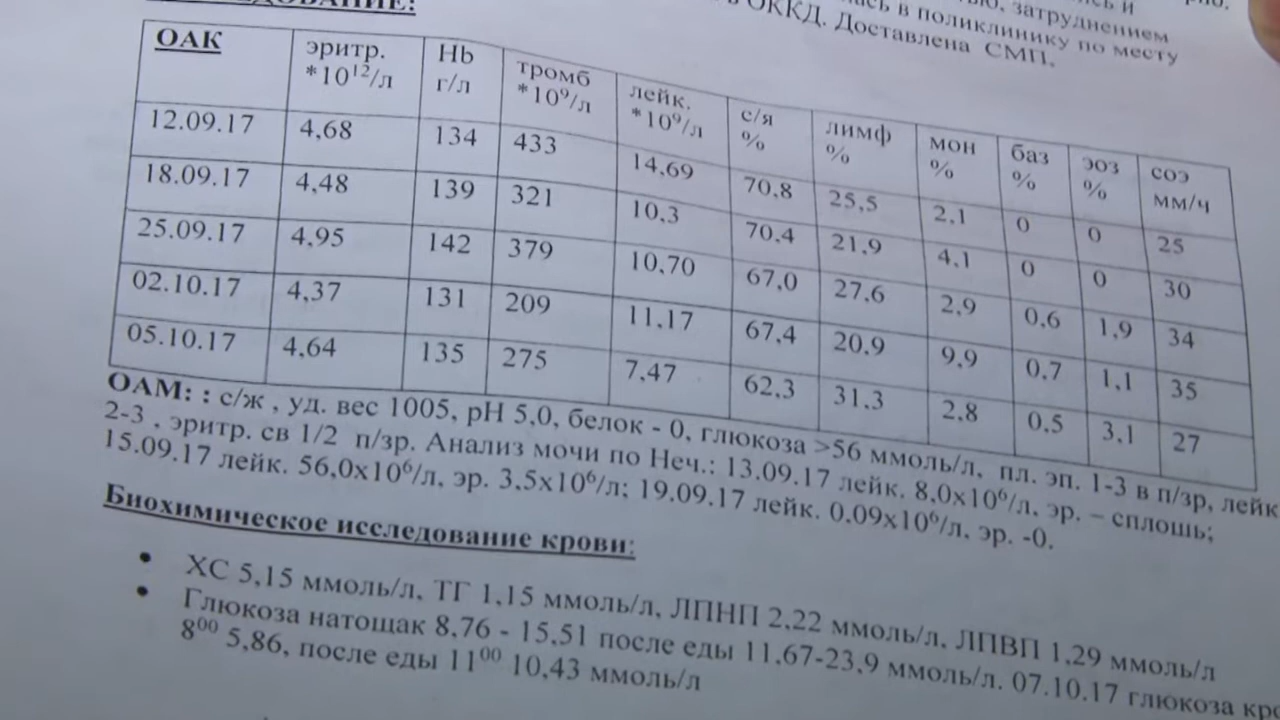 затруднением
ась в поликлинику по месту
в ОККД. Доставлена СМП.
ОАК эритр. *10¹²/л Hb г/л тромб *10⁹/л лейк. *10⁹/л с/я % лимф % мон % баз % эоз % соэ мм/ч
12.09.17 4,68 134 433 14,69 70,8 25,5 2,1 0 0 25
18.09.17 4,48 139 321 10,3 70,4 21,9 4,1 0 0 30
25.09.17 4,95 142 379 10,70 67,0 27,6 2,9 0,6 1,9 34
02.10.17 4,37 131 209 11,17 67,4 20,9 9,9 0,7 1,1 35
05.10.17 4,64 135 275 7,47 62,3 31,3 2,8 0,5 3,1 27
ОАМ: : с/ж , уд. вес 1005, pH 5,0, белок - 0, глюкоза >56 ммоль/л, пл. эп. 1-3 в п/зр, лейк
2-3 , эритр. св 1/2 п/зр. Анализ мочи по Неч.: 13.09.17 лейк. 8,0х10⁶/л, эр. – сплошь;
15.09.17 лейк. 56,0х10⁶/л, эр. 3,5х10⁶/л; 19.09.17 лейк. 0,09х10⁶/л, эр. -0.
Биохимическое исследование крови:
• ХС 5,15 ммоль/л, ТГ 1,15 ммоль/л, ЛПНП 2,22 ммоль/л, ЛПВП 1,29 ммоль/л
• Глюкоза натощак 8,76 - 15,51 после еды 11,67-23,9 ммоль/л. 07.10.17 глюкоза кро
8⁰⁰ 5,86, после еды 11⁰⁰ 10,43 ммоль/л